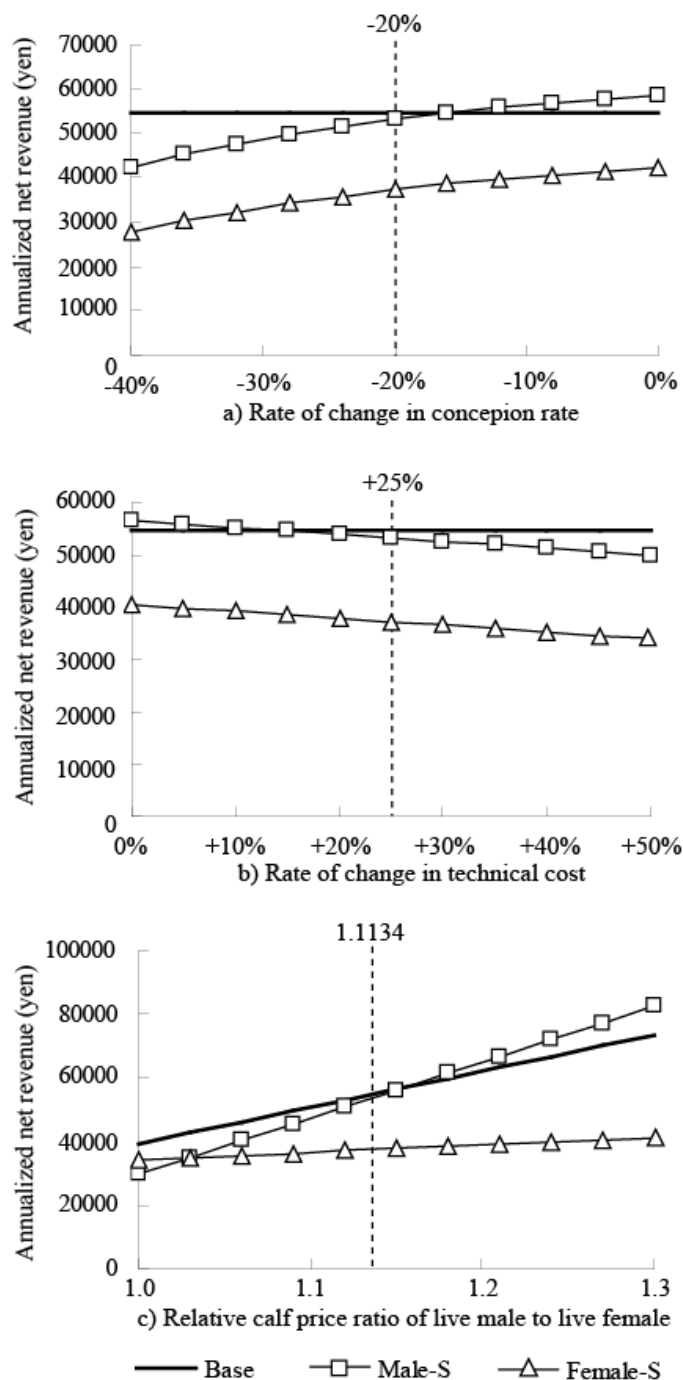 -20%
70000
60000
50000
40000
30000
20000
10000
0
Annualized net revenue (yen)
-40% -30% -20% -10% 0%
a) Rate of change in concepion rate
+25%
60000
50000
40000
30000
20000
10000
0
Annualized net revenue (yen)
0% +10% +20% +30% +40% +50%
b) Rate of change in technical cost
1.1134
100000
80000
60000
40000
20000
0
Annualized net revenue (yen)
1.0 1.1 1.2 1.3
c) Relative calf price ratio of live male to live female
Base Male-S Female-S